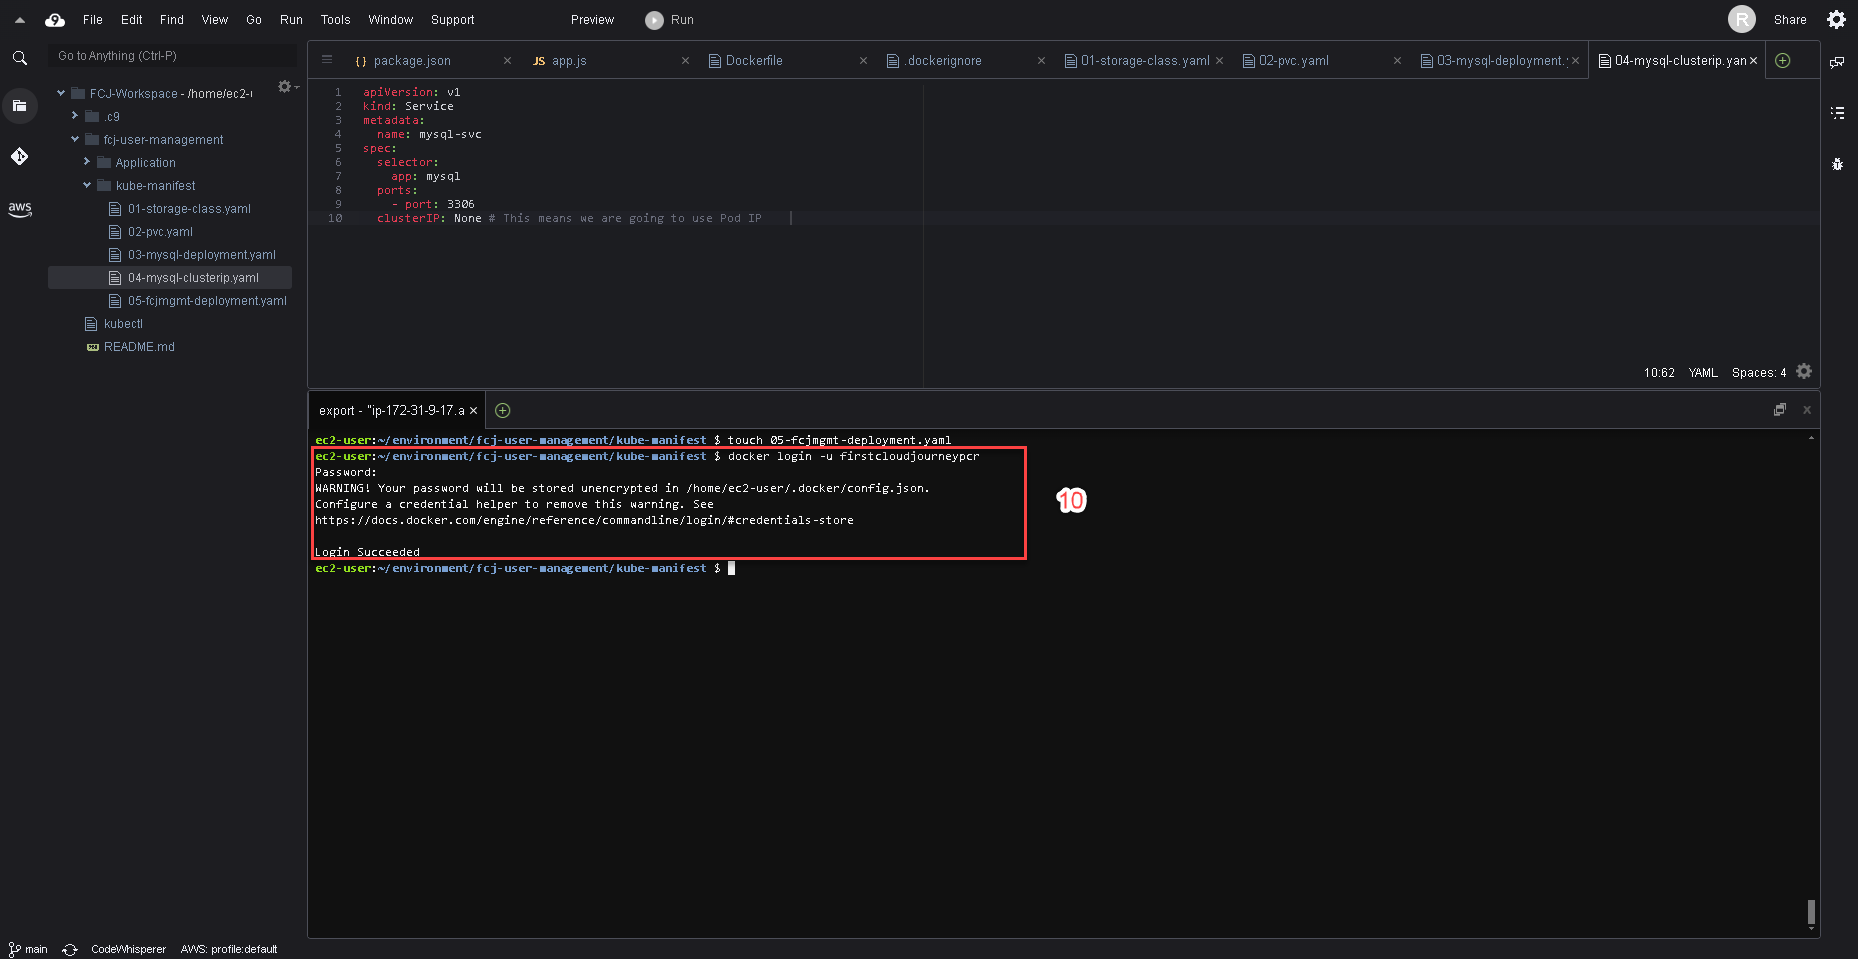 9 File Edit Find View Go Run Tools Window Support Preview Run R Share
Go to Anything (Ctrl-P)
{} package.json × JS app.js × Dockerfile × .dockerignore × 01-storage-class.yaml × 02-pvc.yaml × 03-mysql-deployment.y × 04-mysql-clusterip.yan ×
FCJ-Workspace - /home/ec2-u
.c9
fcj-user-management
Application
kube-manifest
01-storage-class.yaml
02-pvc.yaml
03-mysql-deployment.yaml
04-mysql-clusterip.yaml
05-fcjmgmt-deployment.yaml
kubectl
README.md
aws
1 apiVersion: v1
2 kind: Service
3 metadata:
4 name: mysql-svc
5 spec:
6 selector:
7 app: mysql
8 ports:
9 - port: 3306
10 clusterIP: None # This means we are going to use Pod IP
10:62 YAML Spaces: 4
export - "ip-172-31-9-17.a ×
ec2-user:~/environment/fcj-user-management/kube-manifest $ touch 05-fcjmgmt-deployment.yaml
ec2-user:~/environment/fcj-user-management/kube-manifest $ docker login -u firstcloudjourneypcr
Password:
WARNING! Your password will be stored unencrypted in /home/ec2-user/.docker/config.json.
Configure a credential helper to remove this warning. See
https://docs.docker.com/engine/reference/commandline/login/#credentials-store
Login Succeeded
ec2-user:~/environment/fcj-user-management/kube-manifest $
10
main CodeWhisperer AWS: profile:default